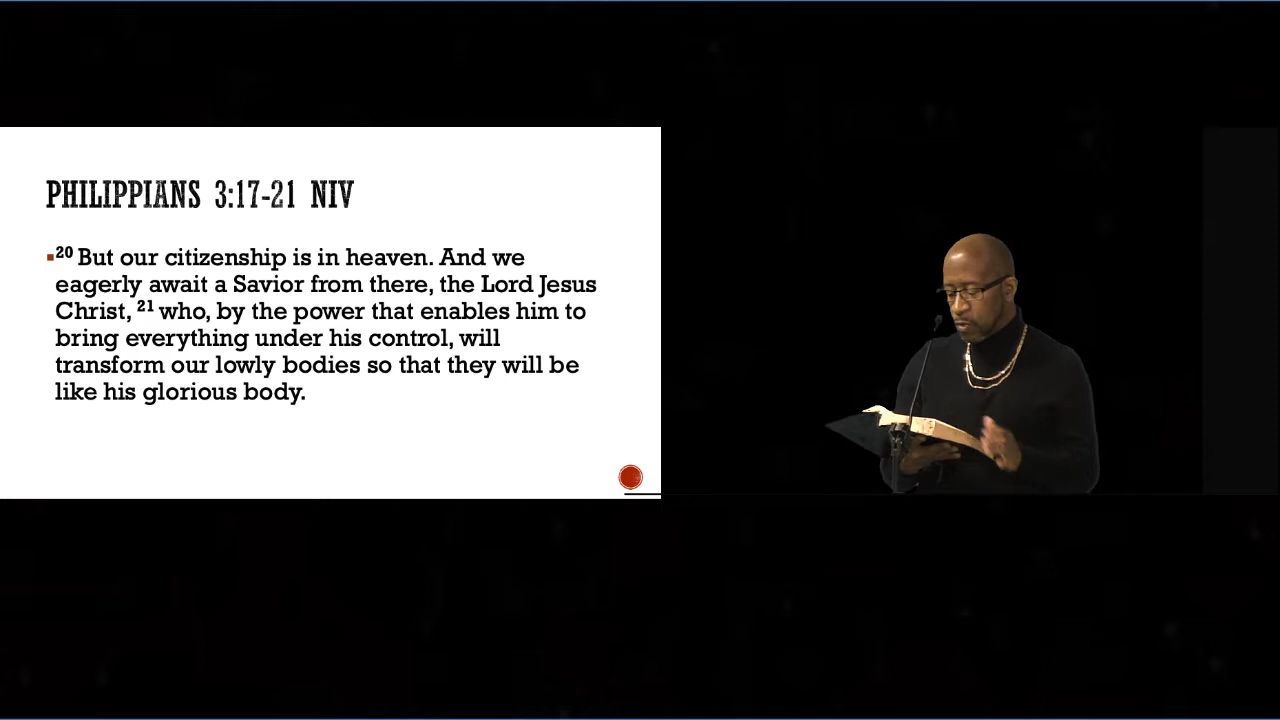 PHILIPPIANS 3:17-21 NIV
20 But our citizenship is in heaven. And we
eagerly await a Savior from there, the Lord Jesus
Christ, 21 who, by the power that enables him to
bring everything under his control, will
transform our lowly bodies so that they will be
like his glorious body.